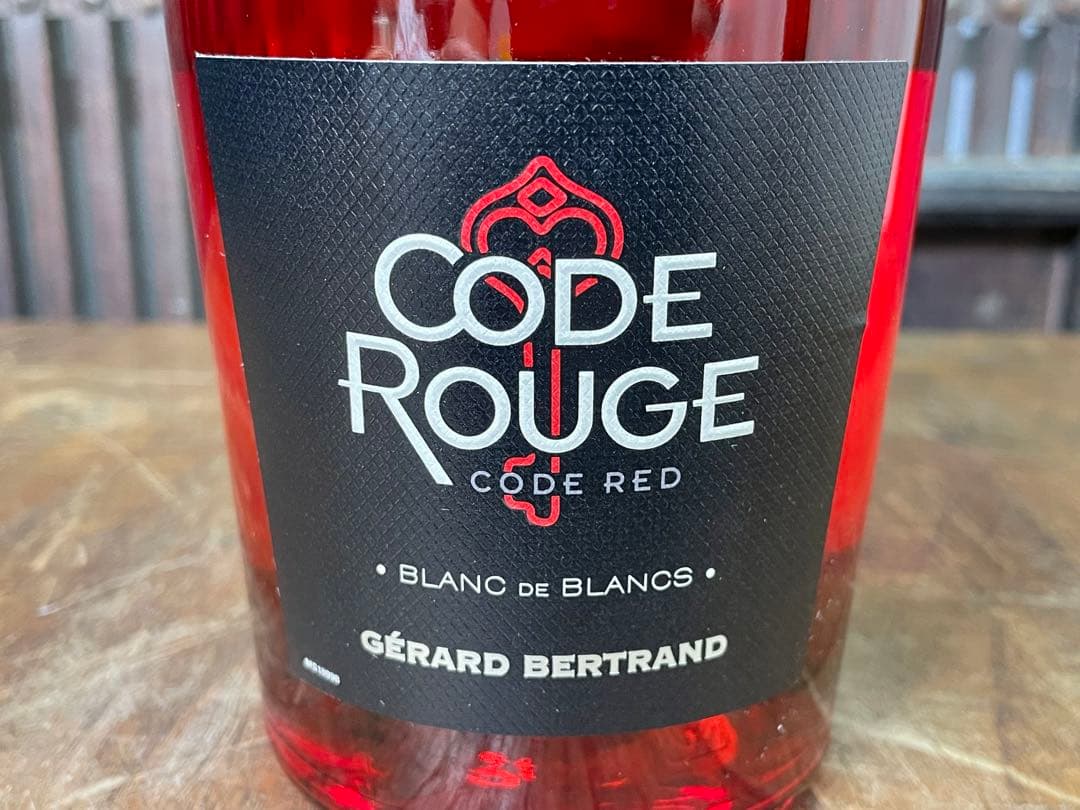 CODE
ROUGE
CODE RED
• BLANC DE BLANCS •
GÉRARD BERTRAND